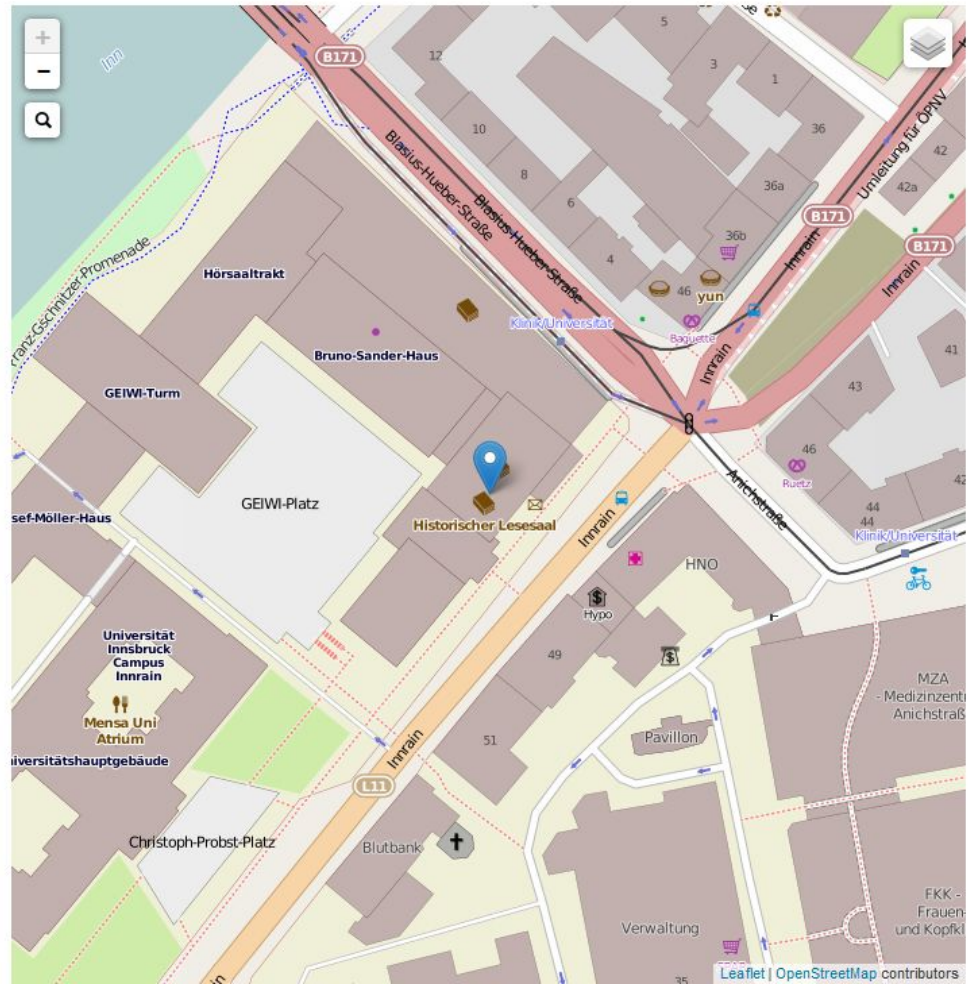 +
−
Inn
B171
12
5
3
1
36
10
8
6
4
36a
36b
46
yun
Baguette
Umleitung für ÖPNV
42
42a
B171
B171
Innrain
Innrain
Innrain
Blasius-Hueber-Straße
Blasius-Hueber-Straße
Klinik/Universität
Franz-Gschnitzer-Promenade
Hörsaaltrakt
Bruno-Sander-Haus
GEIWI-Turm
GEIWI-Platz
sef-Möller-Haus
Historischer Lesesaal
Innrain
41
43
46
Ruetz
44
44
42
Anichstraße
Klinik/Universität
HNO
Hypo
49
51
Universität
Innsbruck
Campus
Innrain
Mensa Uni
Atrium
iversitätshauptgebäude
Christoph-Probst-Platz
Innrain
L11
Pavillon
MZA
- Medizinzentr
Anichstraß
Blutbank
Verwaltung
35
FKK -
Frauen-
und Kopfkl
Innrain
Leaflet | OpenStreetMap contributors